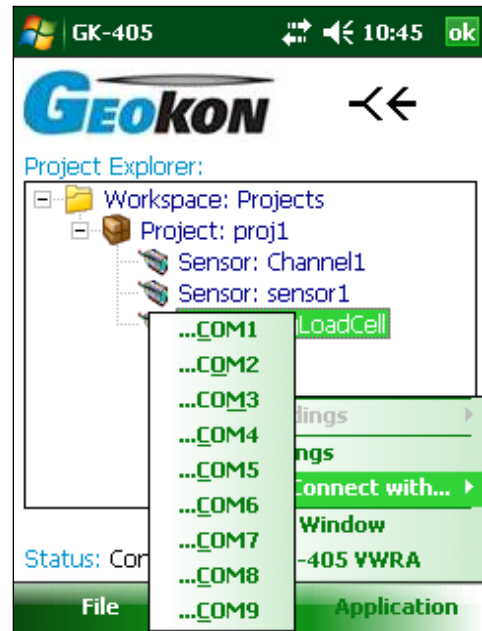 GK-405 10:45 ok
GEOKON
Project Explorer:
Workspace: Projects
Project: proj1
Sensor: Channel1
Sensor: sensor1
LoadCell
...COM1
...COM2
...COM3
...COM4
...COM5
...COM6
...COM7
...COM8
...COM9
dings
ngs
Connect with...
Window
-405 VWRA
Status: Cor
File Application